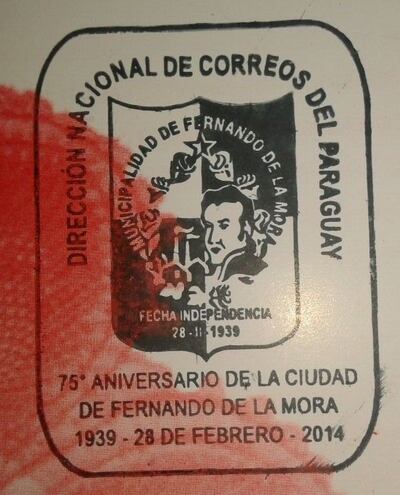 DIRECCIÓN NACIONAL DE CORREOS DEL PARAGUAY
MUNICIPALIDAD DE FERNANDO DE LA MORA
FECHA INDEPENDENCIA
28-II-1939
75° ANIVERSARIO DE LA CIUDAD
DE FERNANDO DE LA MORA
1939 - 28 DE FEBRERO - 2014